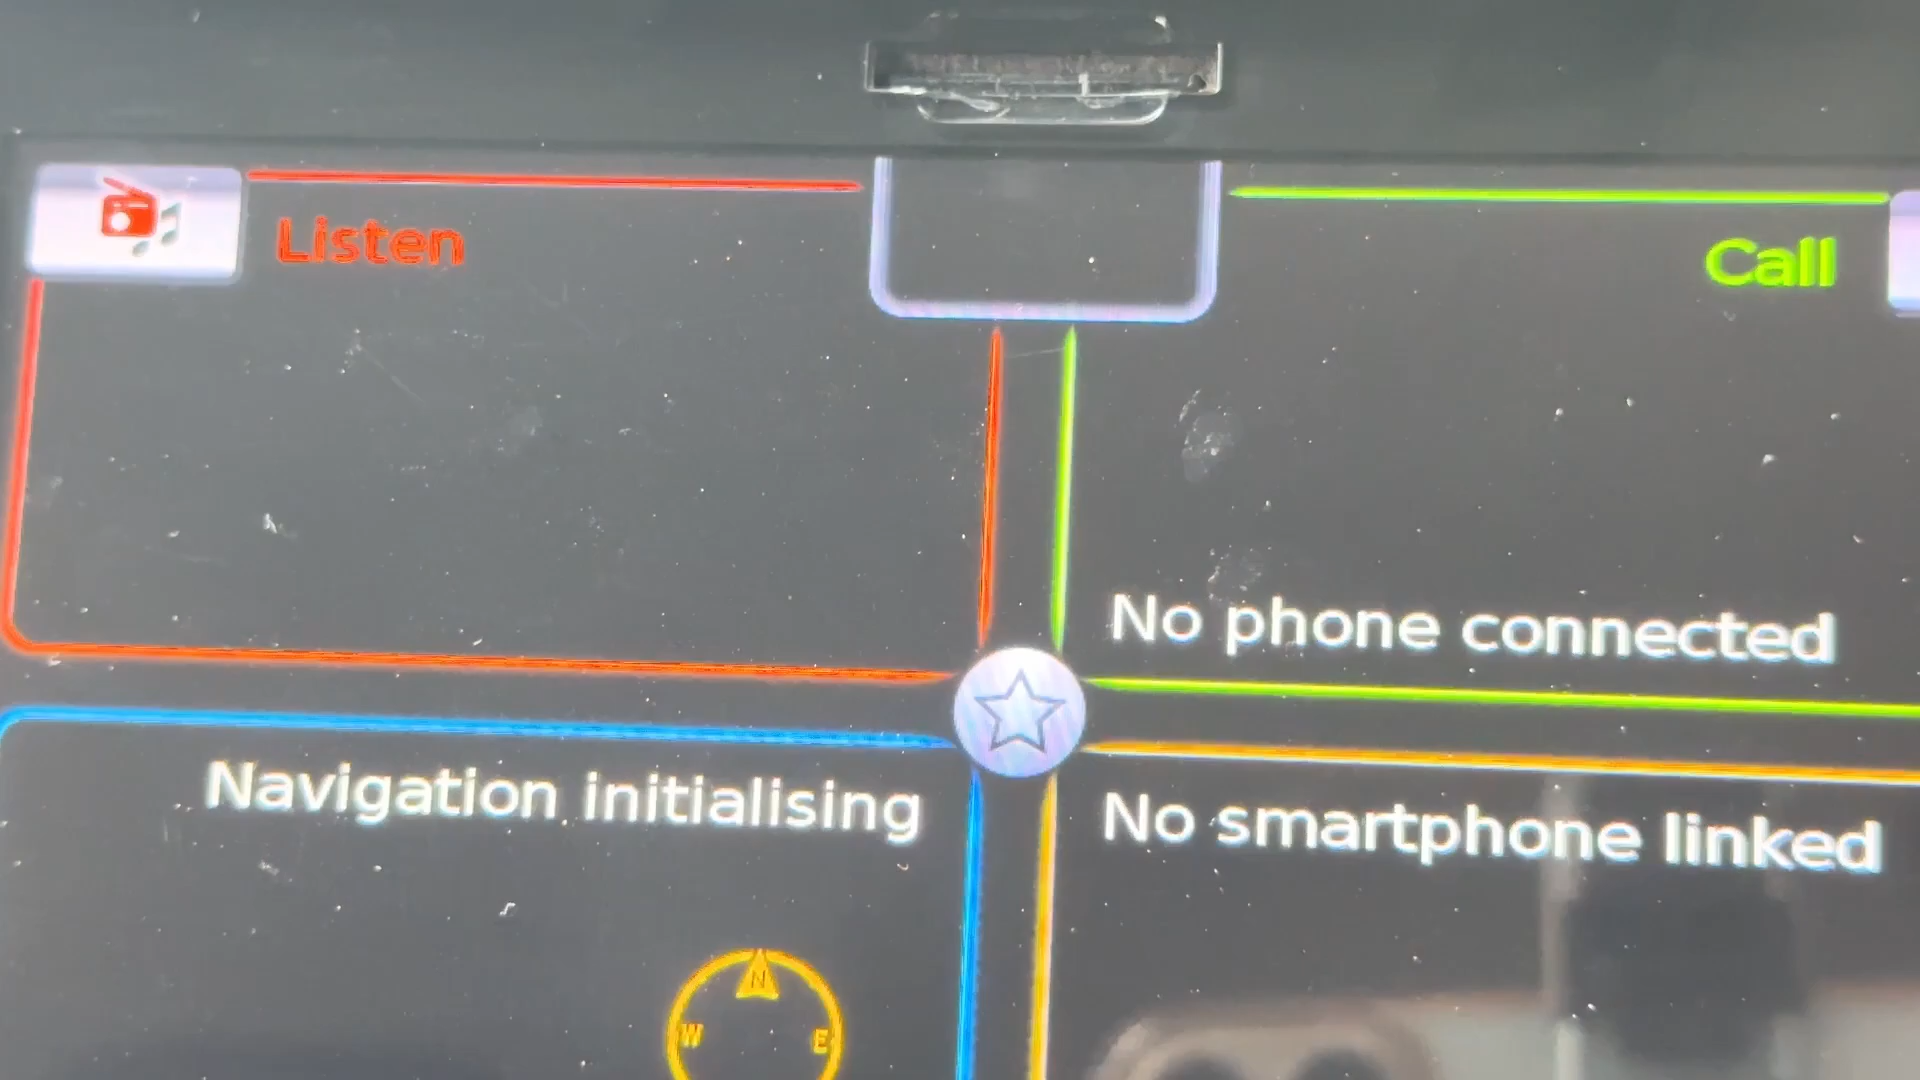 Listen
Call
No phone connected
Navigation initialising
No smartphone linked
N
W
E